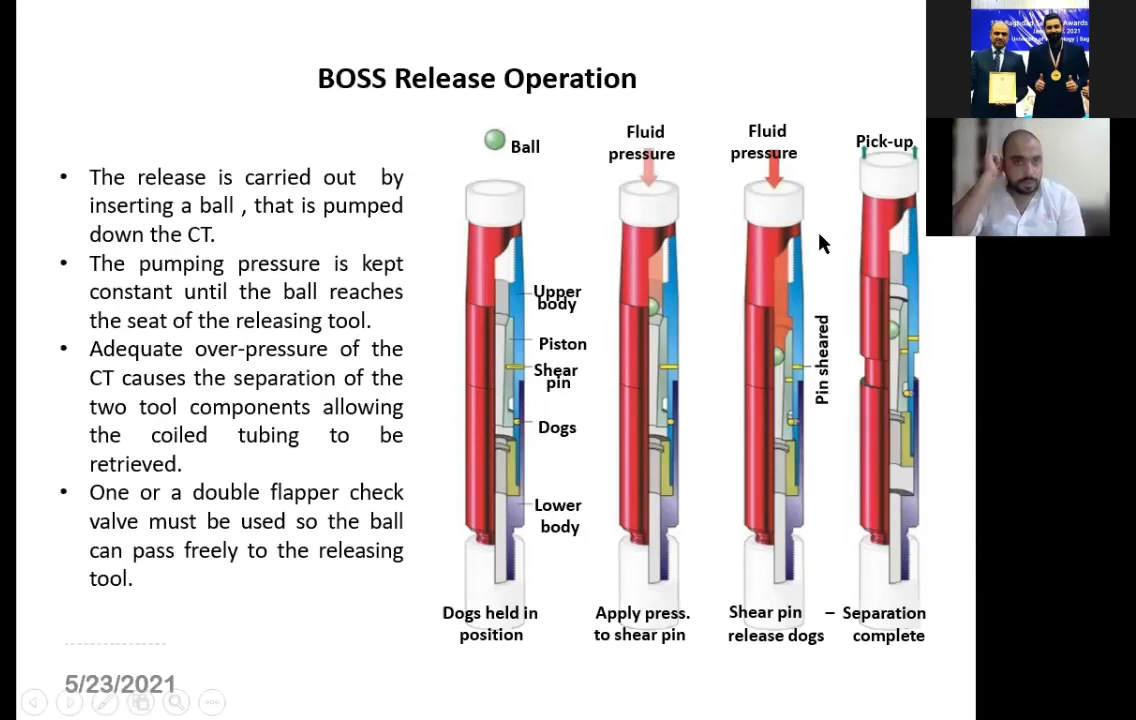 BOSS Release Operation
• The release is carried out by
inserting a ball , that is pumped
down the CT.
• The pumping pressure is kept
constant until the ball reaches
the seat of the releasing tool.
• Adequate over-pressure of the
CT causes the separation of the
two tool components allowing
the coiled tubing to be
retrieved.
• One or a double flapper check
valve must be used so the ball
can pass freely to the releasing
tool.
Ball
Upper
body
Piston
Shear
pin
Dogs
Lower
body
Dogs held in
position
Fluid
pressure
Apply press.
to shear pin
Fluid
pressure
Pin sheared
Shear pin –
release dogs
Pick-up
Separation
complete
5/23/2021
Baghdad
Awards
2021
University of